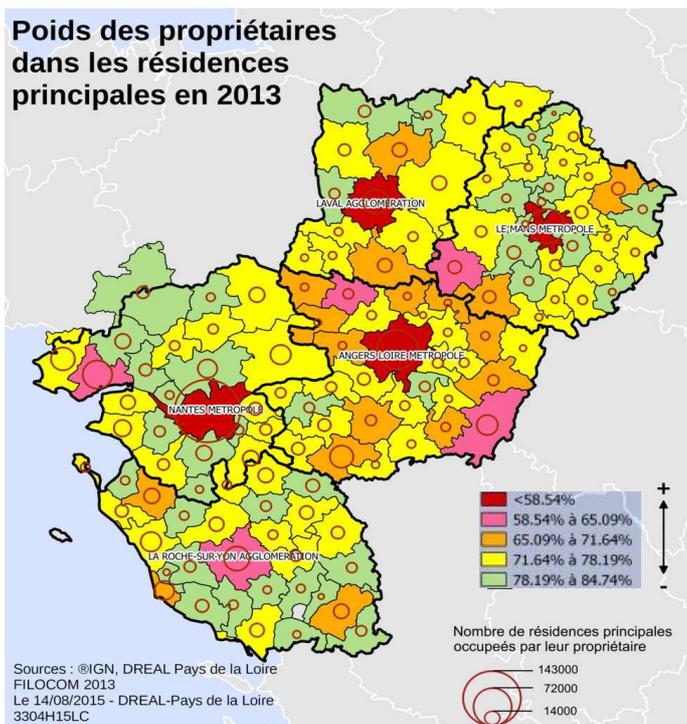 Poids des propriétaires
dans les résidences
principales en 2013
LAVAL AGGLOMERATION
LE MANS METROPOLE
ANGERS LOIRE METROPOLE
NANTES METROPOLE
LA ROCHE-SUR-YON AGGLOMERATION
<58.54%
58.54% à 65.09%
65.09% à 71.64%
71.64% à 78.19%
78.19% à 84.74%
+
-
Nombre de résidences principales
occupeés par leur propriétaire
143000
72000
14000
Sources : ®IGN, DREAL Pays de la Loire
FILOCOM 2013
Le 14/08/2015 - DREAL-Pays de la Loire
3304H15LC